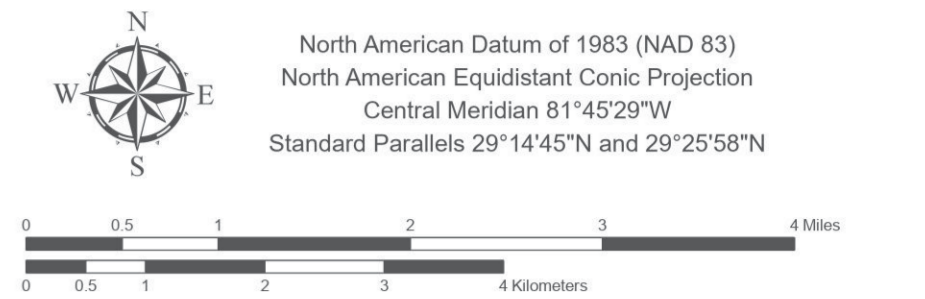 N
W E
S
North American Datum of 1983 (NAD 83)
North American Equidistant Conic Projection
Central Meridian 81°45'29"W
Standard Parallels 29°14'45"N and 29°25'58"N
0 0.5 1 2 3 4 Miles
0 0.5 1 2 3 4 Kilometers